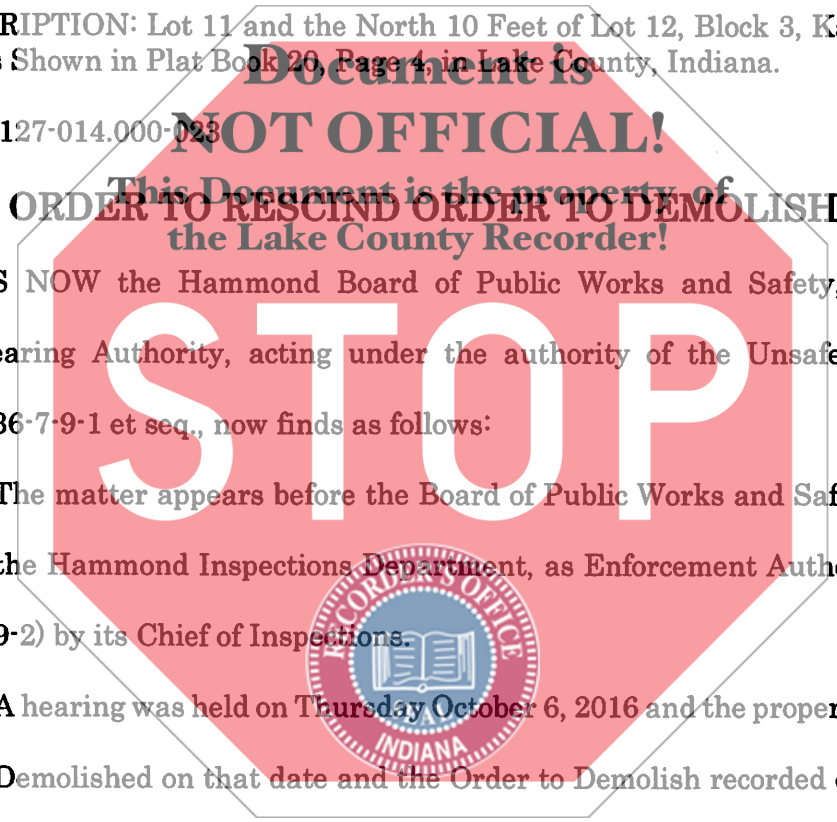 RIPTION: Lot 11 and the North 10 Feet of Lot 12, Block 3, K
s Shown in Plat Book 20, Page 4, in Lake County, Indiana.
Document is
127-014.000-023
NOT OFFICIAL!
This Document is the property of
ORDER TO RESCIND ORDER TO DEMOLISH
the Lake County Recorder!
S NOW the Hammond Board of Public Works and Safety,
earing Authority, acting under the authority of the Unsafe
STOP
36-7-9-1 et seq., now finds as follows:
The matter appears before the Board of Public Works and Saf
the Hammond Inspections Department, as Enforcement Autho
9-2) by its Chief of Inspections.
RECORDER'S OFFICE
A hearing was held on Thursday October 6, 2016 and the proper
INDIANA
Demolished on that date and the Order to Demolish recorded